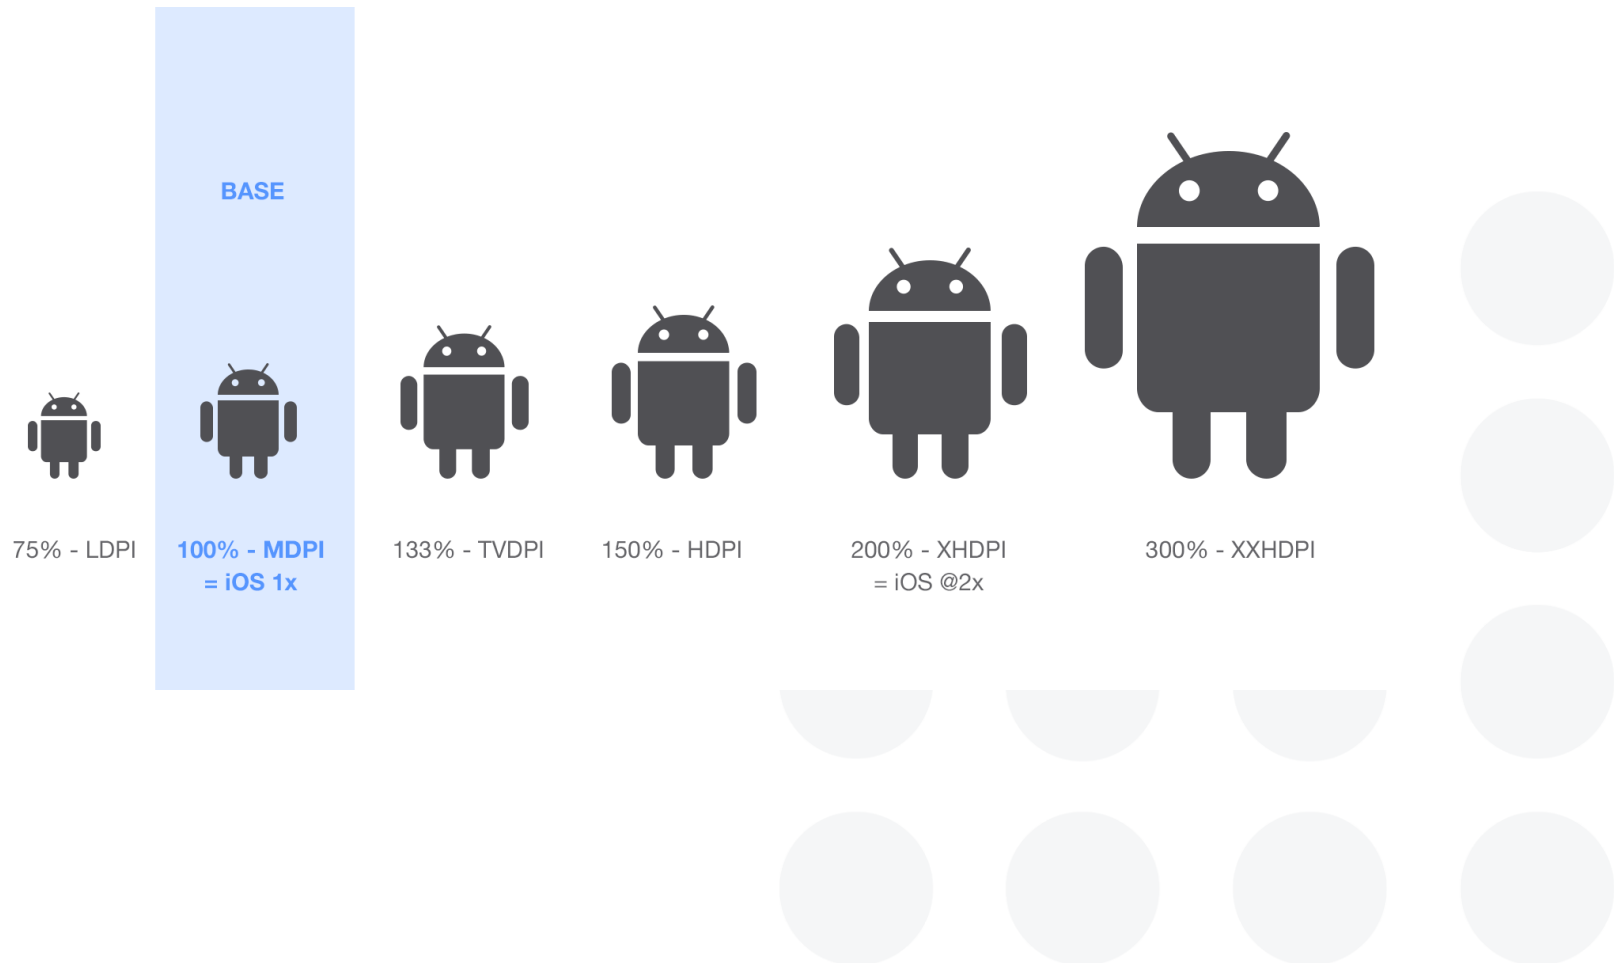 BASE
75% - LDPI
100% - MDPI
= iOS 1x
133% - TVDPI
150% - HDPI
200% - XHDPI
= iOS @2x
300% - XXHDPI